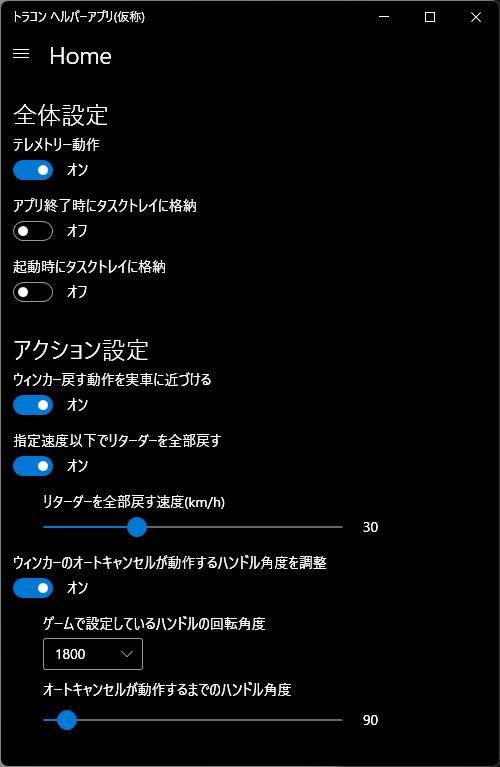 トラコン ヘルパーアプリ(仮称)
Home
全体設定
テレメトリー動作
オン
アプリ終了時にタスクトレイに格納
オフ
起動時にタスクトレイに格納
オフ
アクション設定
ウィンカー戻す動作を実車に近づける
オン
指定速度以下でリターダーを全部戻す
オン
リターダーを全部戻す速度(km/h)
30
ウィンカーのオートキャンセルが動作するハンドル角度を調整
オン
ゲームで設定しているハンドルの回転角度
1800
オートキャンセルが動作するまでのハンドル角度
90